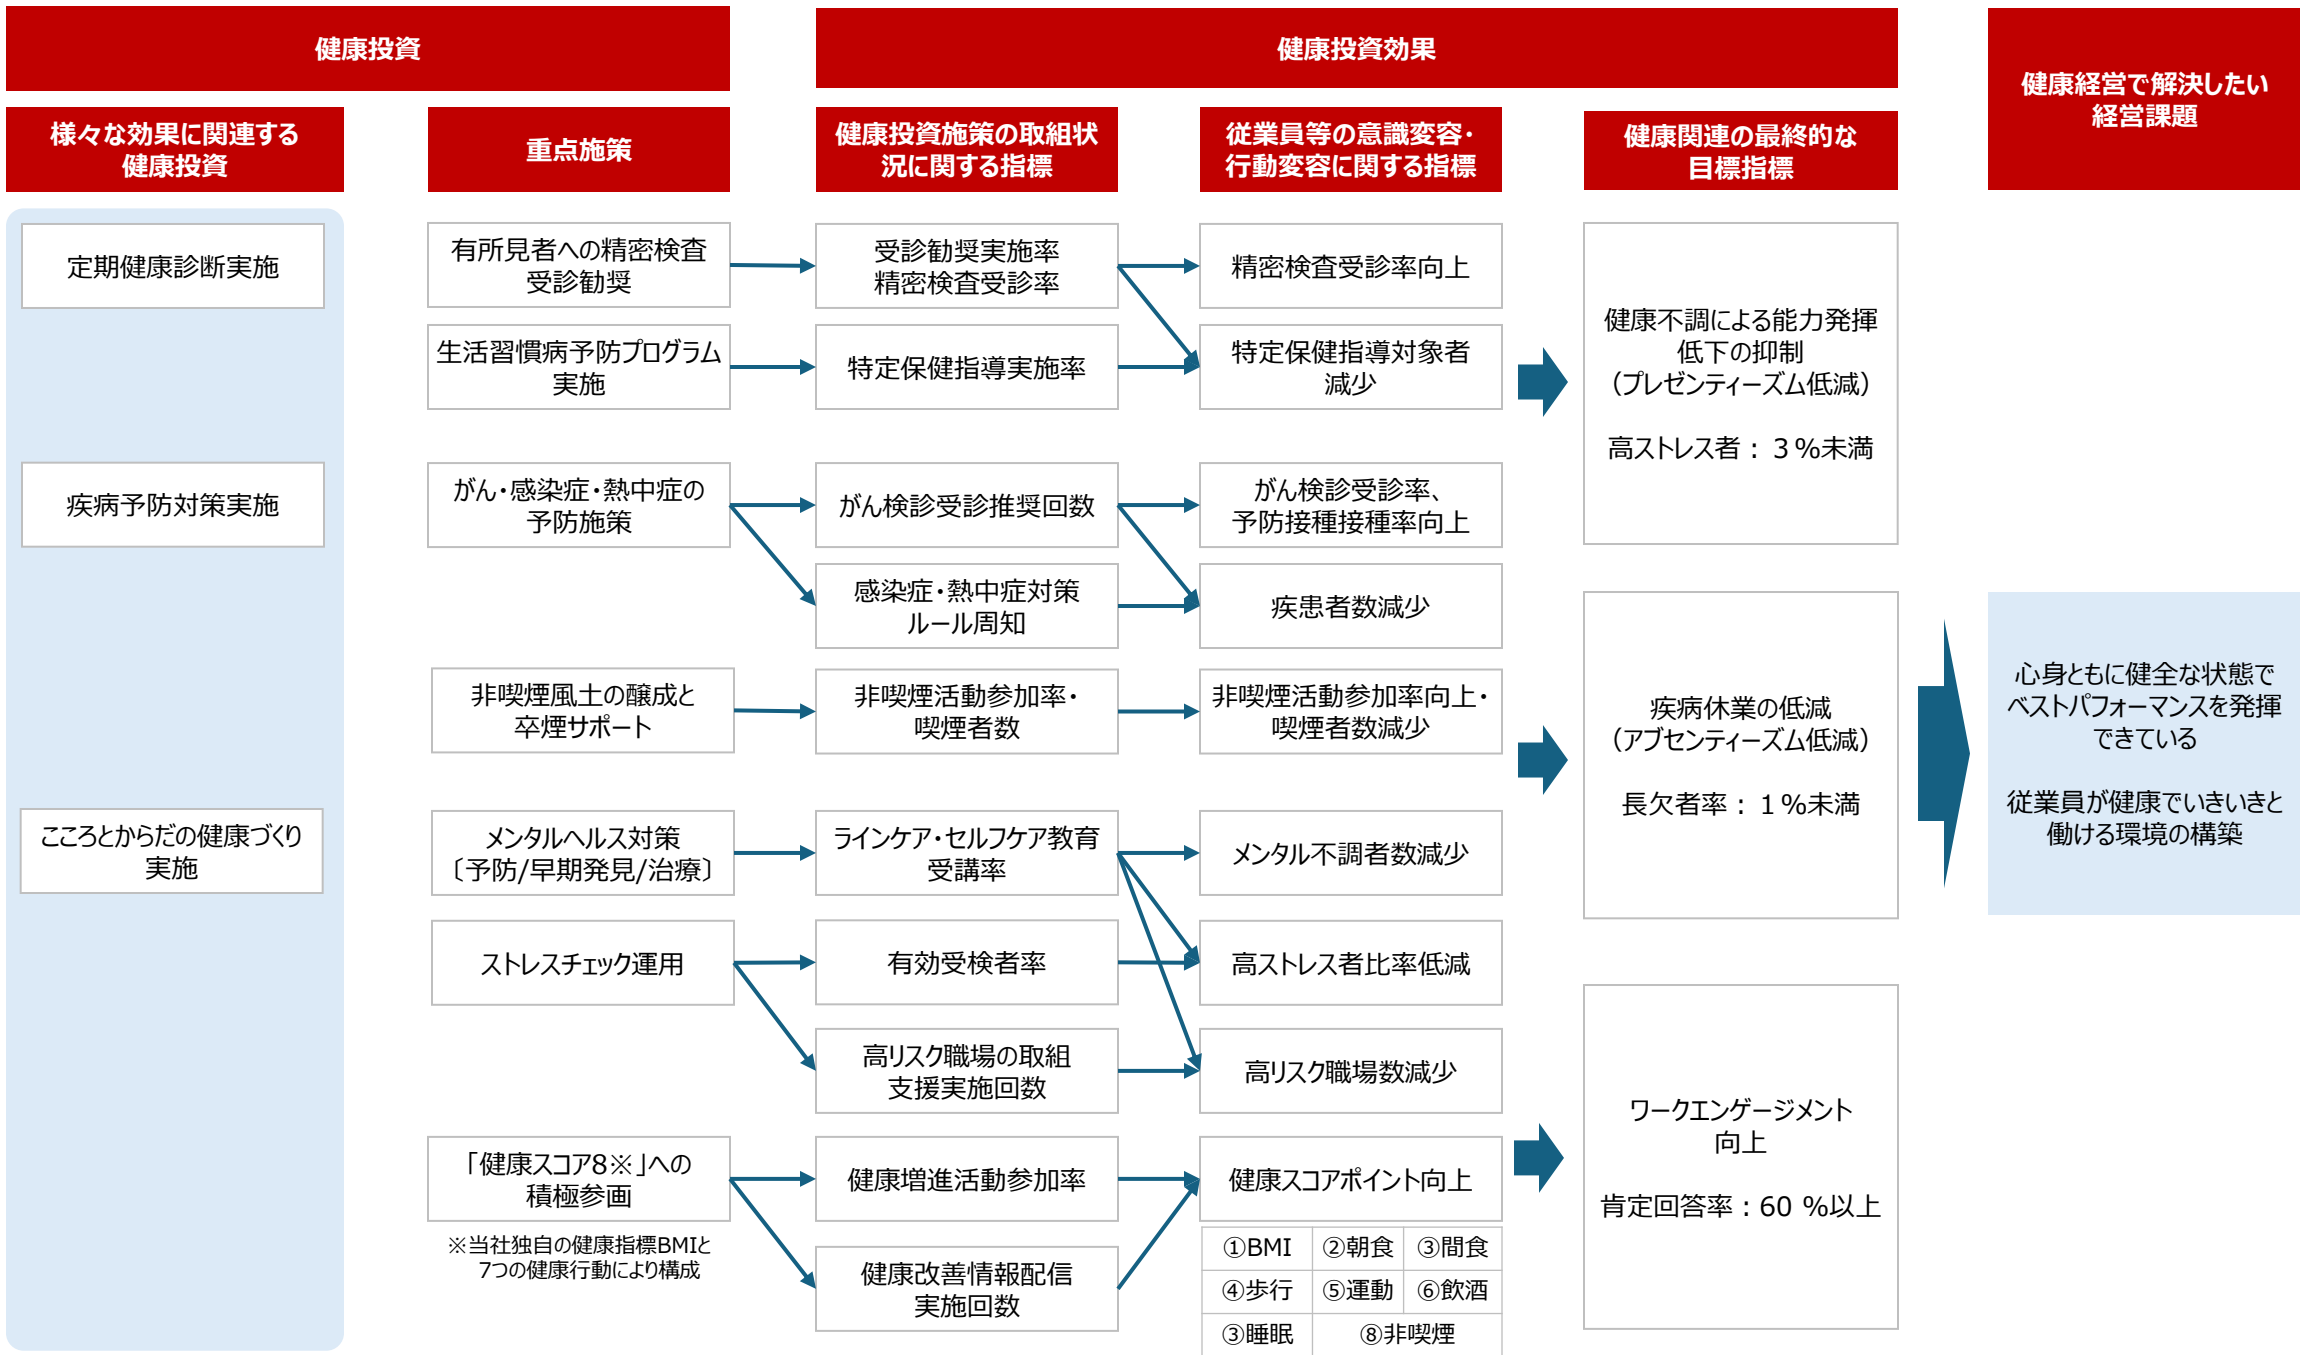 健康投資
健康投資効果
健康経営で解決したい
経営課題
様々な効果に関連する
健康投資
重点施策
健康投資施策の取組状
況に関する指標
従業員等の意識変容・
行動変容に関する指標
健康関連の最終的な
目標指標
定期健康診断実施
疾病予防対策実施
こころとからだの健康づくり
実施
有所見者への精密検査
受診勧奨
生活習慣病予防プログラム
実施
がん・感染症・熱中症の
予防施策
非喫煙風土の醸成と
卒煙サポート
メンタルヘルス対策
〔予防/早期発見/治療〕
ストレスチェック運用
「健康スコア8※」への
積極参画
※当社独自の健康指標BMIと
7つの健康行動により構成
受診勧奨実施率
精密検査受診率
特定保健指導実施率
がん検診受診推奨回数
感染症・熱中症対策
ルール周知
非喫煙活動参加率・
喫煙者数
ラインケア・セルフケア教育
受講率
有効受検者率
高リスク職場の取組
支援実施回数
健康増進活動参加率
健康改善情報配信
実施回数
精密検査受診率向上
特定保健指導対象者
減少
がん検診受診率、
予防接種接種率向上
疾患者数減少
非喫煙活動参加率向上・
喫煙者数減少
メンタル不調者数減少
高ストレス者比率低減
高リスク職場数減少
健康スコアポイント向上
①BMI ②朝食 ③間食
④歩行 ⑤運動 ⑥飲酒
③睡眠 ⑧非喫煙
健康不調による能力発揮
低下の抑制
（プレゼンティーズム低減）
高ストレス者：３%未満
疾病休業の低減
（アブセンティーズム低減）
長欠者率：１%未満
ワークエンゲージメント
向上
肯定回答率：60 %以上
心身ともに健全な状態で
ベストパフォーマンスを発揮
できている
従業員が健康でいきいきと
働ける環境の構築